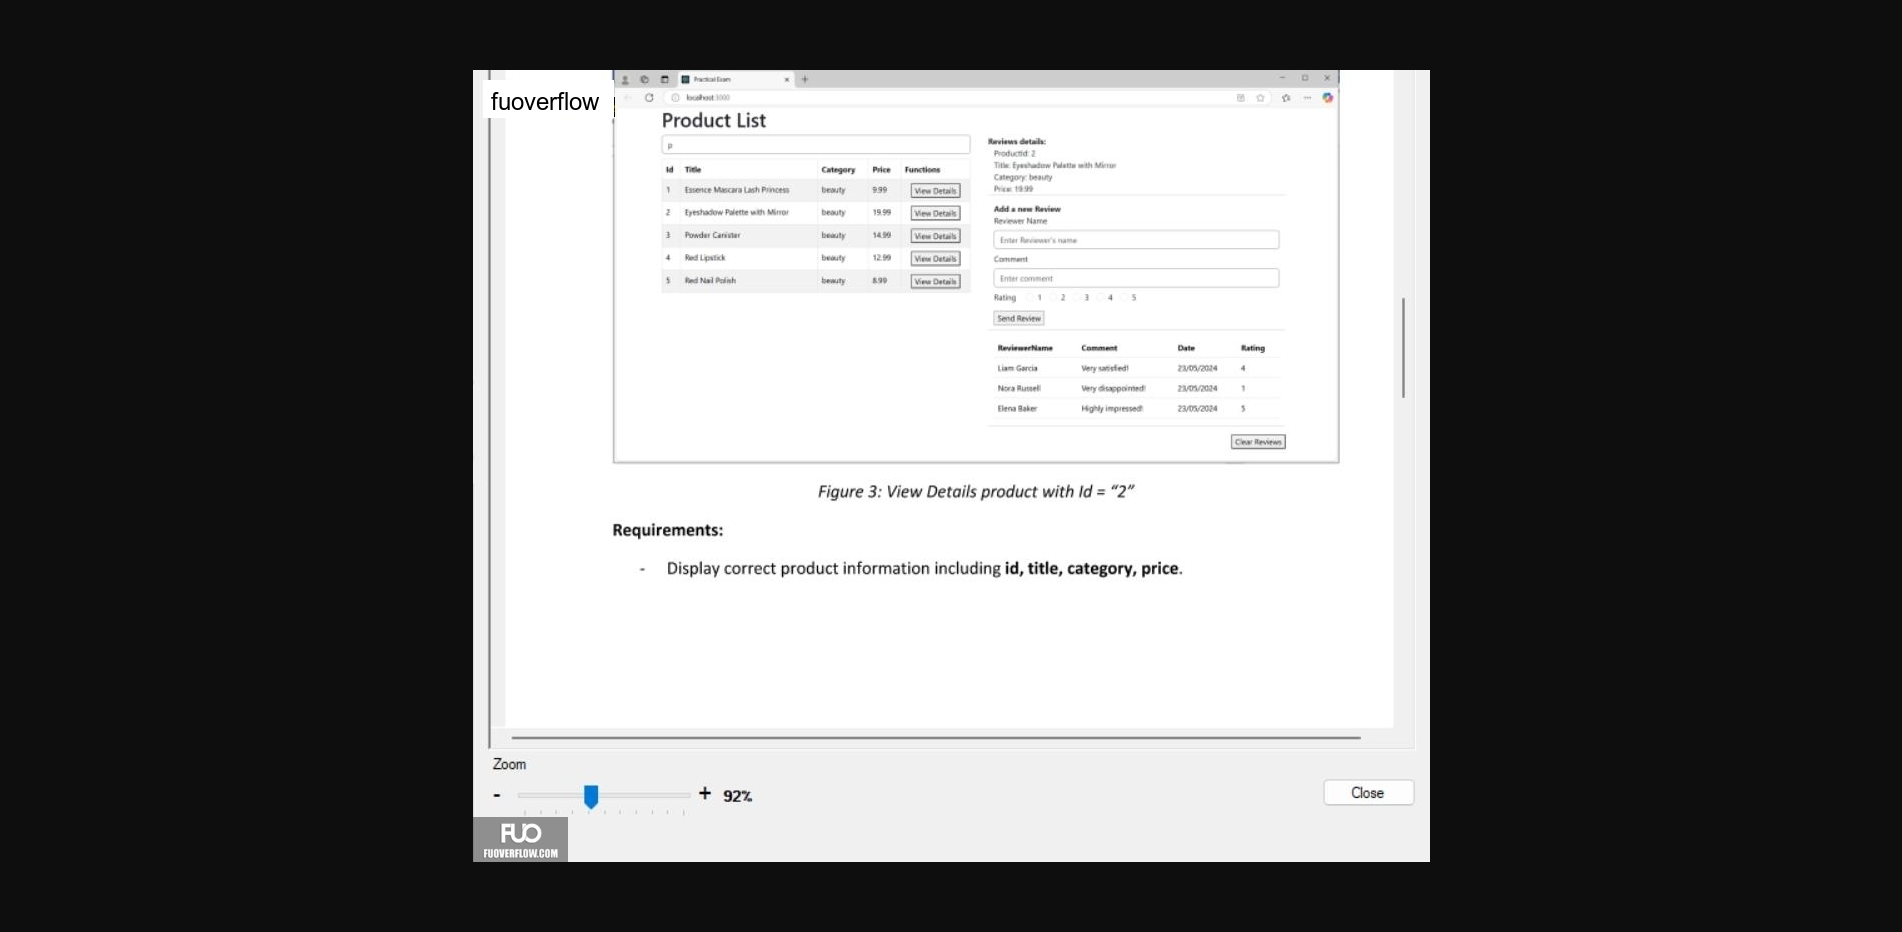 fuoverflow
Practical Exam
localhost:3000
Product List
p
Id Title Category Price Functions
1 Essence Mascara Lash Princess beauty 9.99 View Details
2 Eyeshadow Palette with Mirror beauty 19.99 View Details
3 Powder Canister beauty 14.99 View Details
4 Red Lipstick beauty 12.99 View Details
5 Red Nail Polish beauty 8.99 View Details
Reviews details:
ProductId: 2
Title: Eyeshadow Palette with Mirror
Category: beauty
Price: 19.99
Add a new Review
Reviewer Name
Enter Reviewer's name
Comment
Enter comment
Rating 1 2 3 4 5
Send Review
ReviewerName Comment Date Rating
Liam Garcia Very satisfied! 23/05/2024 4
Nora Russell Very disappointed! 23/05/2024 1
Elena Baker Highly impressed! 23/05/2024 5
Clear Reviews
Figure 3: View Details product with Id = “2”
Requirements:
- Display correct product information including id, title, category, price.
Zoom
- + 92%
Close
FUO
FUOVERFLOW.COM